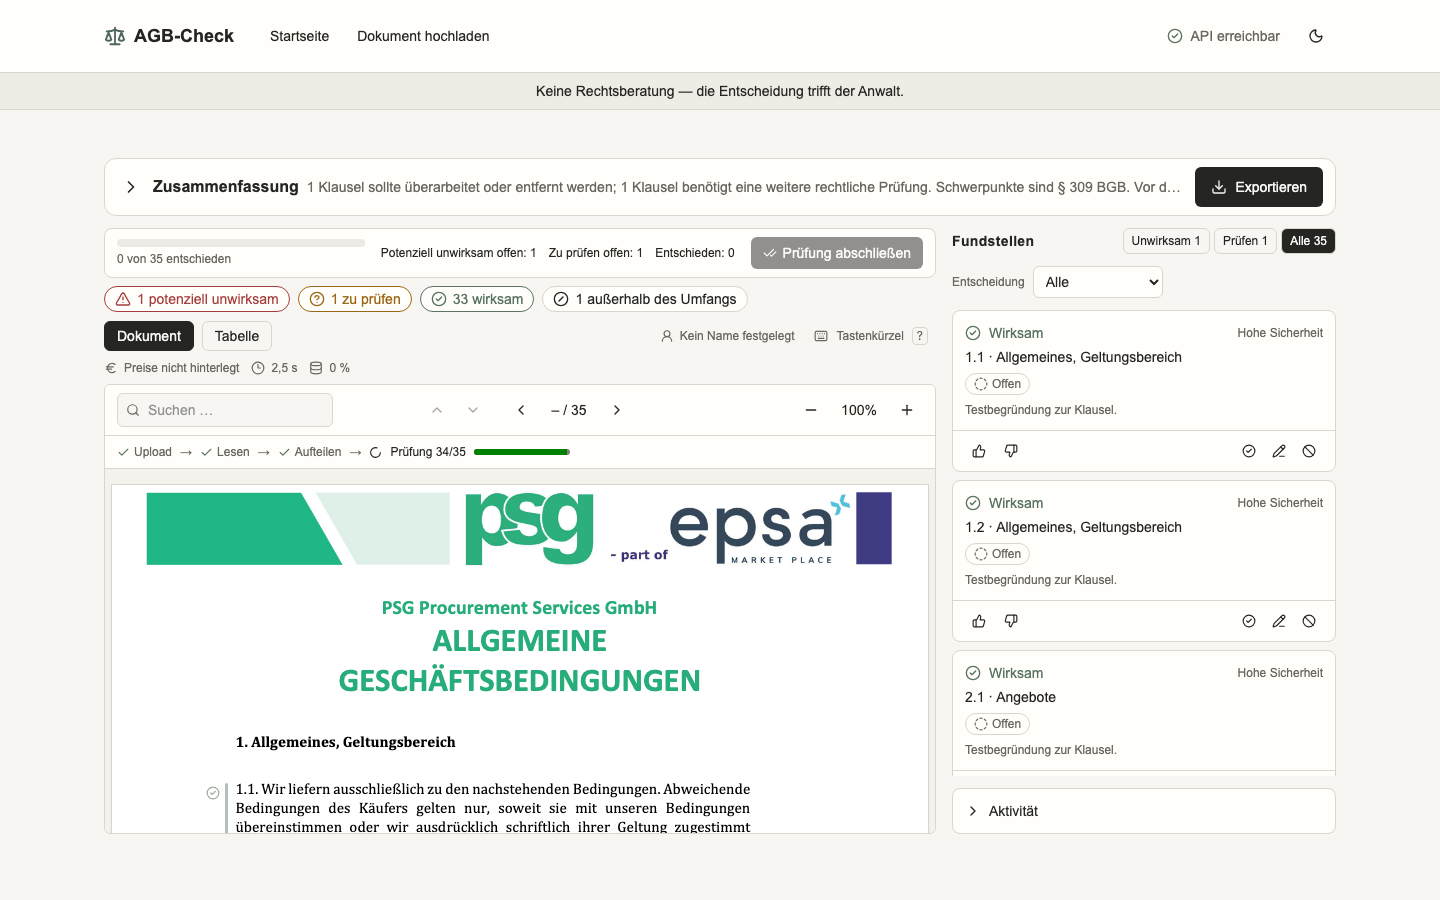 AGB-Check
Startseite
Dokument hochladen
API erreichbar
Keine Rechtsberatung — die Entscheidung trifft der Anwalt.
Zusammenfassung 1 Klausel sollte überarbeitet oder entfernt werden; 1 Klausel benötigt eine weitere rechtliche Prüfung. Schwerpunkte sind § 309 BGB. Vor d…
Exportieren
0 von 35 entschieden
Potenziell unwirksam offen: 1
Zu prüfen offen: 1
Entschieden: 0
Prüfung abschließen
1 potenziell unwirksam
1 zu prüfen
33 wirksam
1 außerhalb des Umfangs
Dokument
Tabelle
Kein Name festgelegt
Tastenkürzel ?
Preise nicht hinterlegt
2,5 s
0 %
Suchen …
– / 35
100%
Upload → Lesen → Aufteilen → Prüfung 34/35
psg
- part of
epsa
MARKET PLACE
PSG Procurement Services GmbH
ALLGEMEINE
GESCHÄFTSBEDINGUNGEN
1. Allgemeines, Geltungsbereich
1.1. Wir liefern ausschließlich zu den nachstehenden Bedingungen. Abweichende
Bedingungen des Käufers gelten nur, soweit sie mit unseren Bedingungen
übereinstimmen oder wir ausdrücklich schriftlich ihrer Geltung zugestimmt
Fundstellen
Unwirksam 1
Prüfen 1
Alle 35
Entscheidung
Alle
Wirksam
Hohe Sicherheit
1.1 · Allgemeines, Geltungsbereich
Offen
Testbegründung zur Klausel.
Wirksam
Hohe Sicherheit
1.2 · Allgemeines, Geltungsbereich
Offen
Testbegründung zur Klausel.
Wirksam
Hohe Sicherheit
2.1 · Angebote
Offen
Testbegründung zur Klausel.
Aktivität